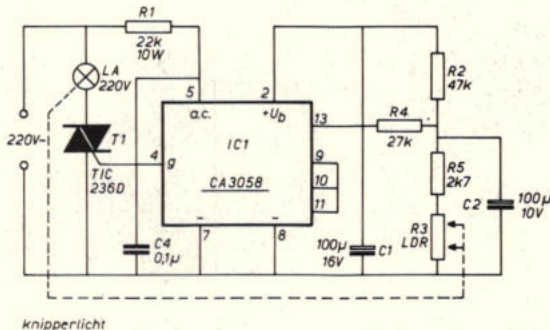 R1
22k
10W
LA
220V
5
2
a.c.
+Ub
R2
47k
13
R4
27k
220V~
T1
IC1
4
g
9
TIC
236D
CA3058
10
11
R5
2k7
100µ
10V
C2
R3
LDR
C4
0,1µ
7
8
100µ
16V
C1
knipperlicht